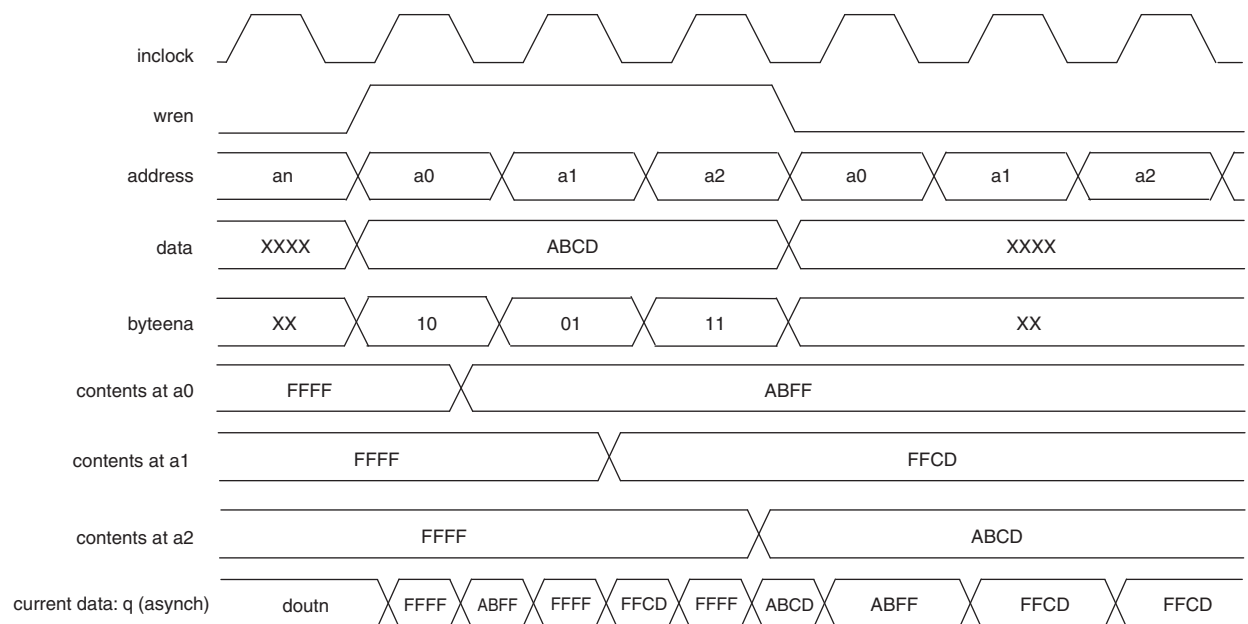 inclock
wren
address an a0 a1 a2 a0 a1 a2
data XXXX ABCD XXXX
byteena XX 10 01 11 XX
contents at a0 FFFF ABFF
contents at a1 FFFF FFCD
contents at a2 FFFF ABCD
current data: q (asynch) doutn FFFF ABFF FFFF FFCD FFFF ABCD ABFF FFCD FFCD